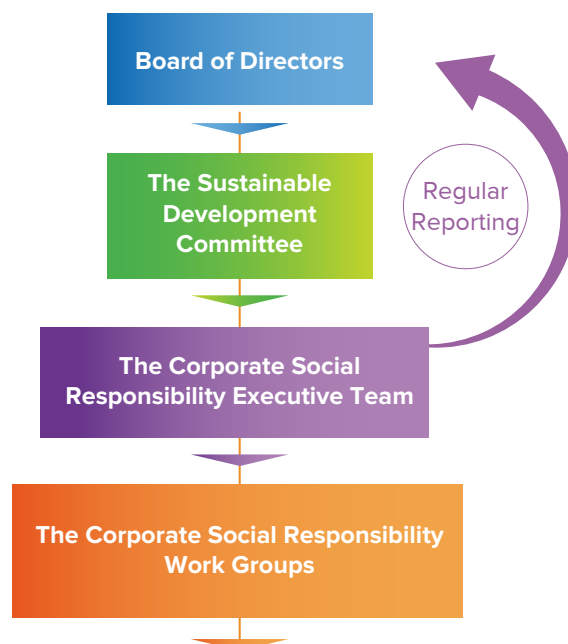 Board of Directors
The Sustainable
Development
Committee
Regular
Reporting
The Corporate Social
Responsibility Executive Team
The Corporate Social Responsibility
Work Groups